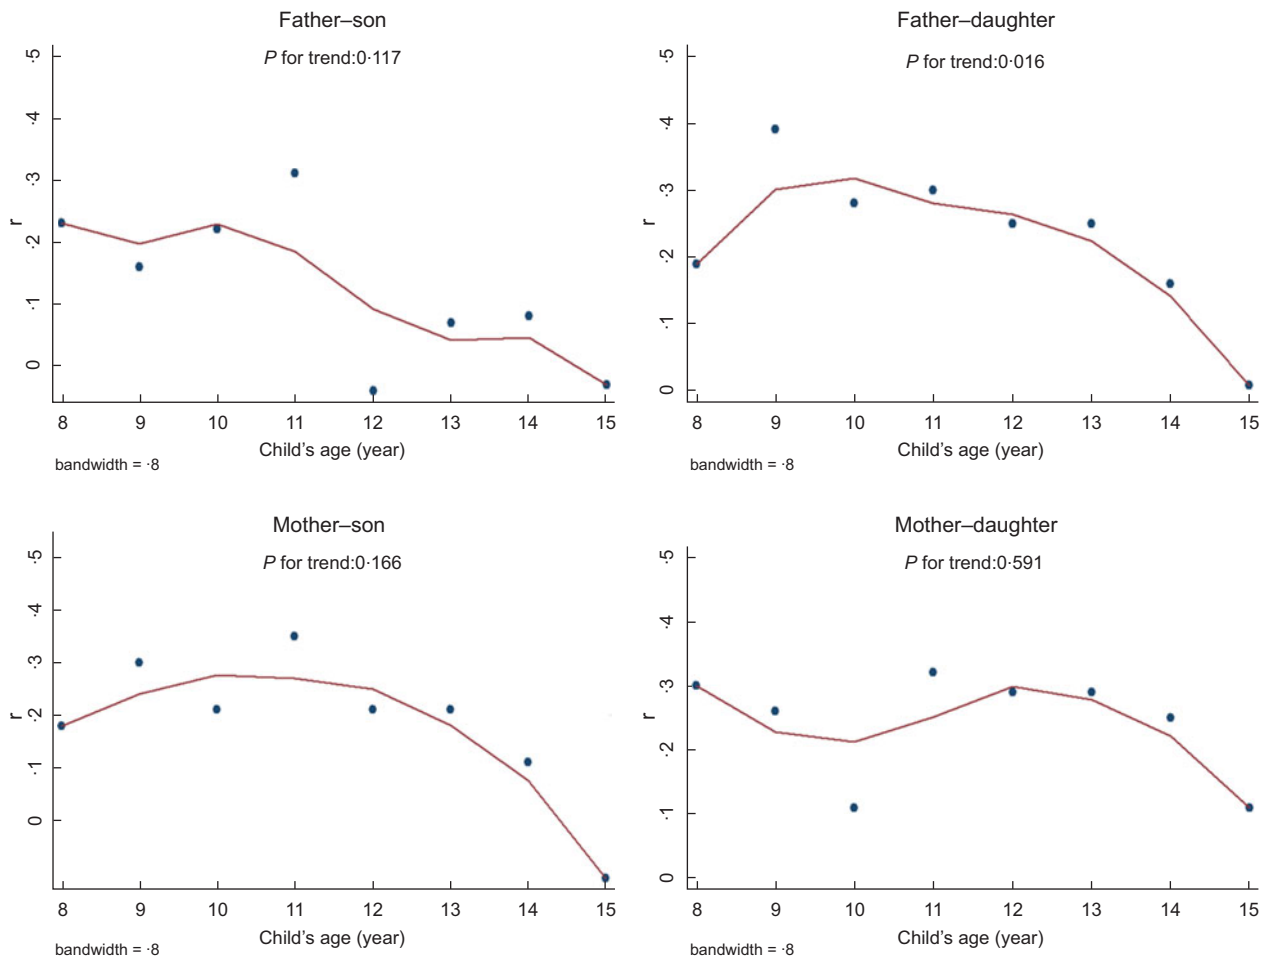 Father–son
P for trend:0·117
·5
·4
·3
·2
·1
0
r
8 9 10 11 12 13 14 15
Child's age (year)
bandwidth = ·8
Father–daughter
P for trend:0·016
·5
·4
·3
·2
·1
0
r
8 9 10 11 12 13 14 15
Child's age (year)
bandwidth = ·8
Mother–son
P for trend:0·166
·5
·4
·3
·2
·1
0
r
8 9 10 11 12 13 14 15
Child's age (year)
bandwidth = ·8
Mother–daughter
P for trend:0·591
·5
·4
·3
·2
·1
0
r
8 9 10 11 12 13 14 15
Child's age (year)
bandwidth = ·8